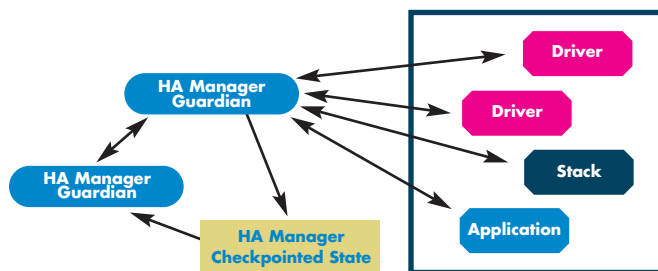 Driver
HA Manager
Guardian
Driver
HA Manager
Guardian
Stack
HA Manager
Checkpointed State
Application